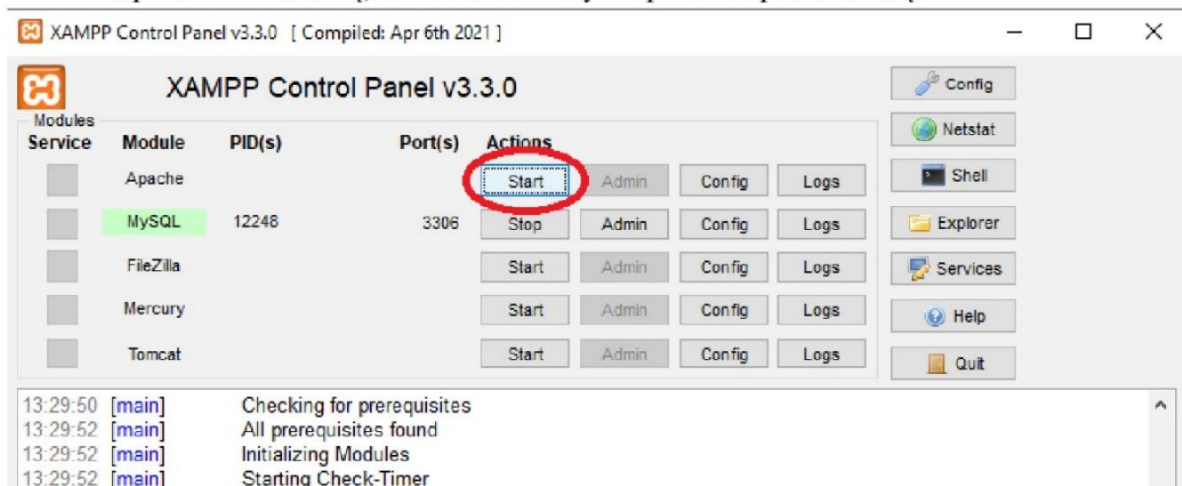 XAMPP Control Panel v3.3.0 [ Compiled: Apr 6th 2021 ]
XAMPP Control Panel v3.3.0
Config
Modules
Netstat
Service Module PID(s) Port(s) Actions
Apache Start Admin Config Logs
Shell
MySQL 12248 3306 Stop Admin Config Logs
Explorer
FileZilla Start Admin Config Logs
Services
Mercury Start Admin Config Logs
Help
Tomcat Start Admin Config Logs
Quit
13:29:50 [main] Checking for prerequisites
13:29:52 [main] All prerequisites found
13:29:52 [main] Initializing Modules
13:29:52 [main] Starting Check-Timer